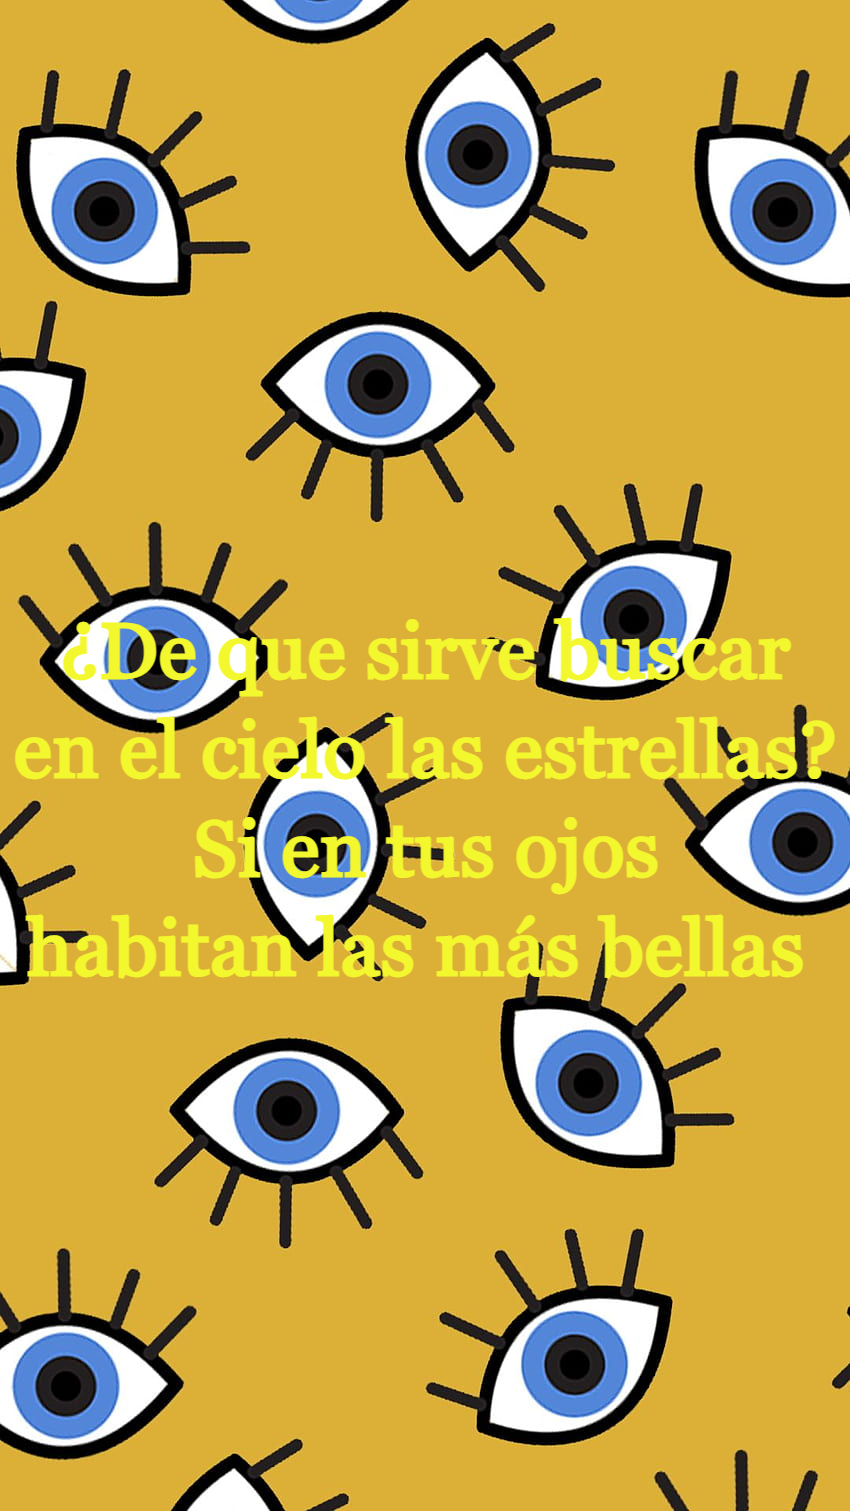 ¿De que sirve buscar
en el cielo las estrellas?
Si en tus ojos
habitan las más bellas